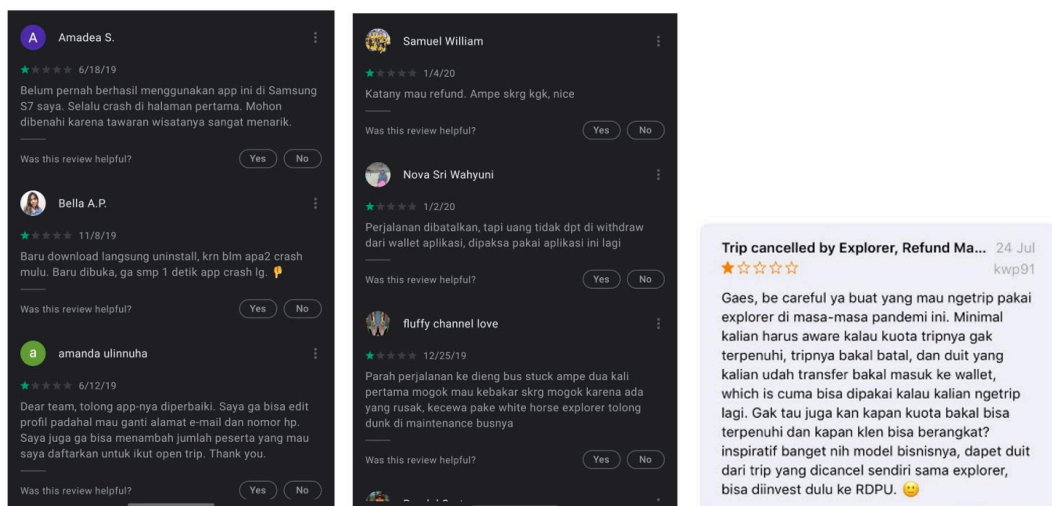 A
Amadea S.
6/18/19
Belum pernah berhasil menggunakan app ini di Samsung
S7 saya. Selalu crash di halaman pertama. Mohon
dibenahi karena tawaran wisatanya sangat menarik.
Was this review helpful?
Yes
No
Bella A.P.
11/8/19
Baru download langsung uninstall, krn blm apa2 crash
mulu. Baru dibuka, ga smp 1 detik app crash lg. 👎
Was this review helpful?
Yes
No
a
amanda ulinnuha
6/12/19
Dear team, tolong app-nya diperbaiki. Saya ga bisa edit
profil padahal mau ganti alamat e-mail dan nomor hp.
Saya juga ga bisa menambah jumlah peserta yang mau
saya daftarkan untuk ikut open trip. Thank you.
Was this review helpful?
Yes
No
Samuel William
1/4/20
Katany mau refund. Ampe skrg kgk, nice
Was this review helpful?
Yes
No
Nova Sri Wahyuni
1/2/20
Perjalanan dibatalkan, tapi uang tidak dpt di withdraw
dari wallet aplikasi, dipaksa pakai aplikasi ini lagi
Was this review helpful?
Yes
No
fluffy channel love
12/25/19
Parah perjalanan ke dieng bus stuck ampe dua kali
pertama mogok mau kebakar skrg mogok karena ada
yang rusak, kecewa pake white horse explorer tolong
dunk di maintenance busnya
Was this review helpful?
Yes
No
Trip cancelled by Explorer, Refund Ma... 24 Jul
kwp91
Gaes, be careful ya buat yang mau ngetrip pakai
explorer di masa-masa pandemi ini. Minimal
kalian harus aware kalau kuota tripnya gak
terpenuhi, tripnya bakal batal, dan duit yang
kalian udah transfer bakal masuk ke wallet,
which is cuma bisa dipakai kalau kalian ngetrip
lagi. Gak tau juga kan kapan kuota bakal bisa
terpenuhi dan kapan klen bisa berangkat?
inspiratif banget nih model bisnisnya, dapet duit
dari trip yang dicancel sendiri sama explorer,
bisa diinvest dulu ke RDPU. 🙂